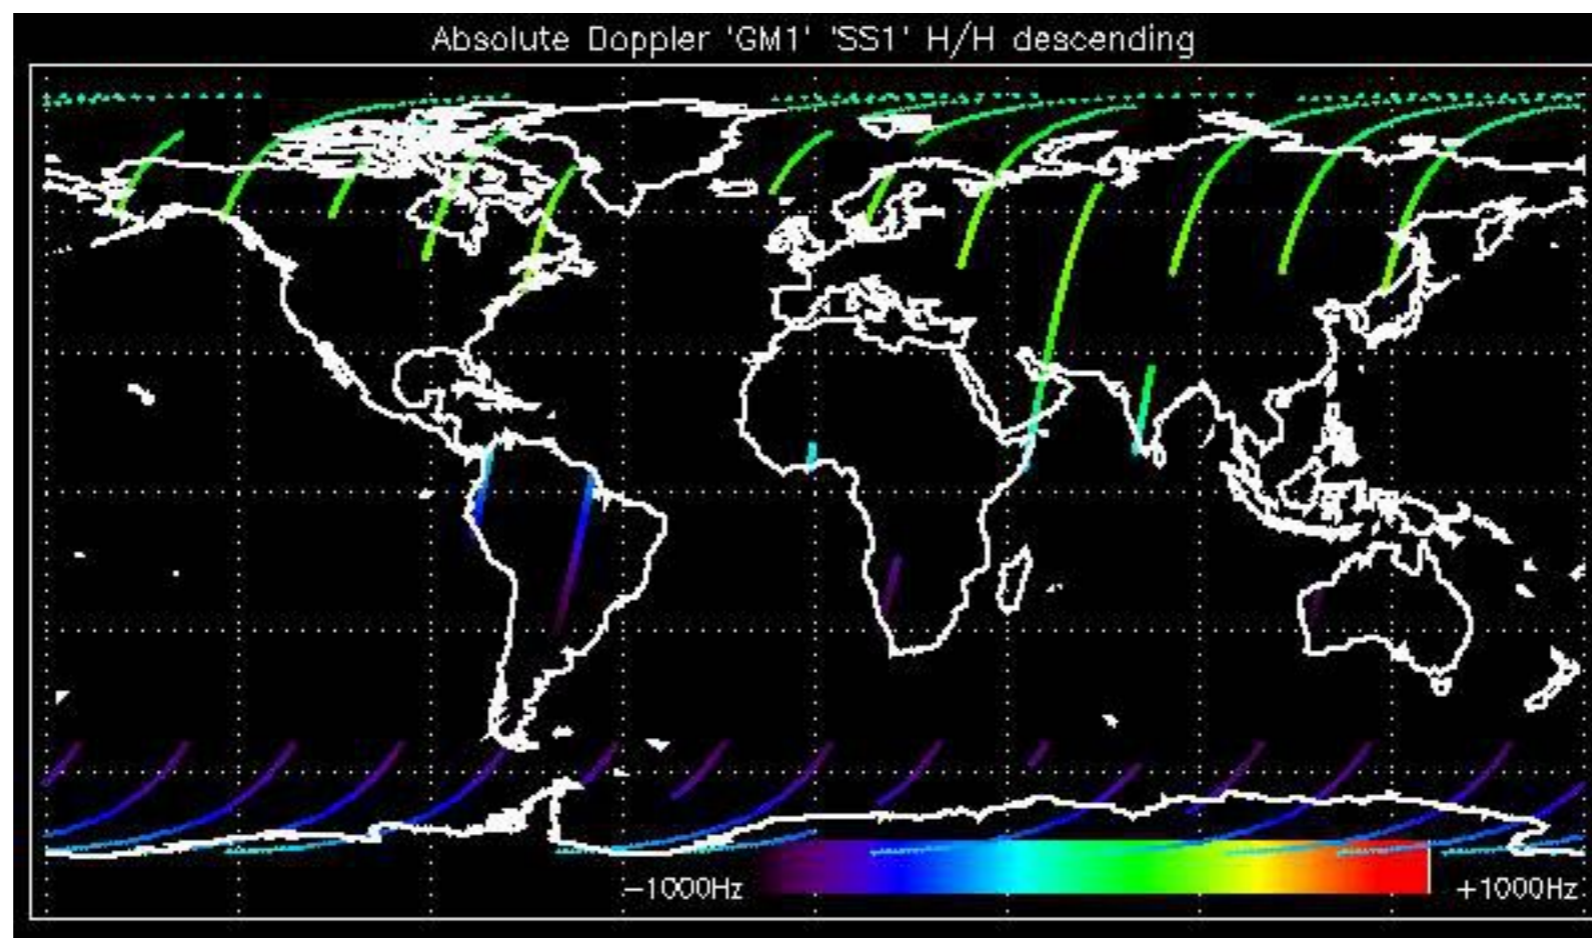 Absolute Doppler 'GM1' 'SS1' H/H descending
−1000Hz
+1000Hz